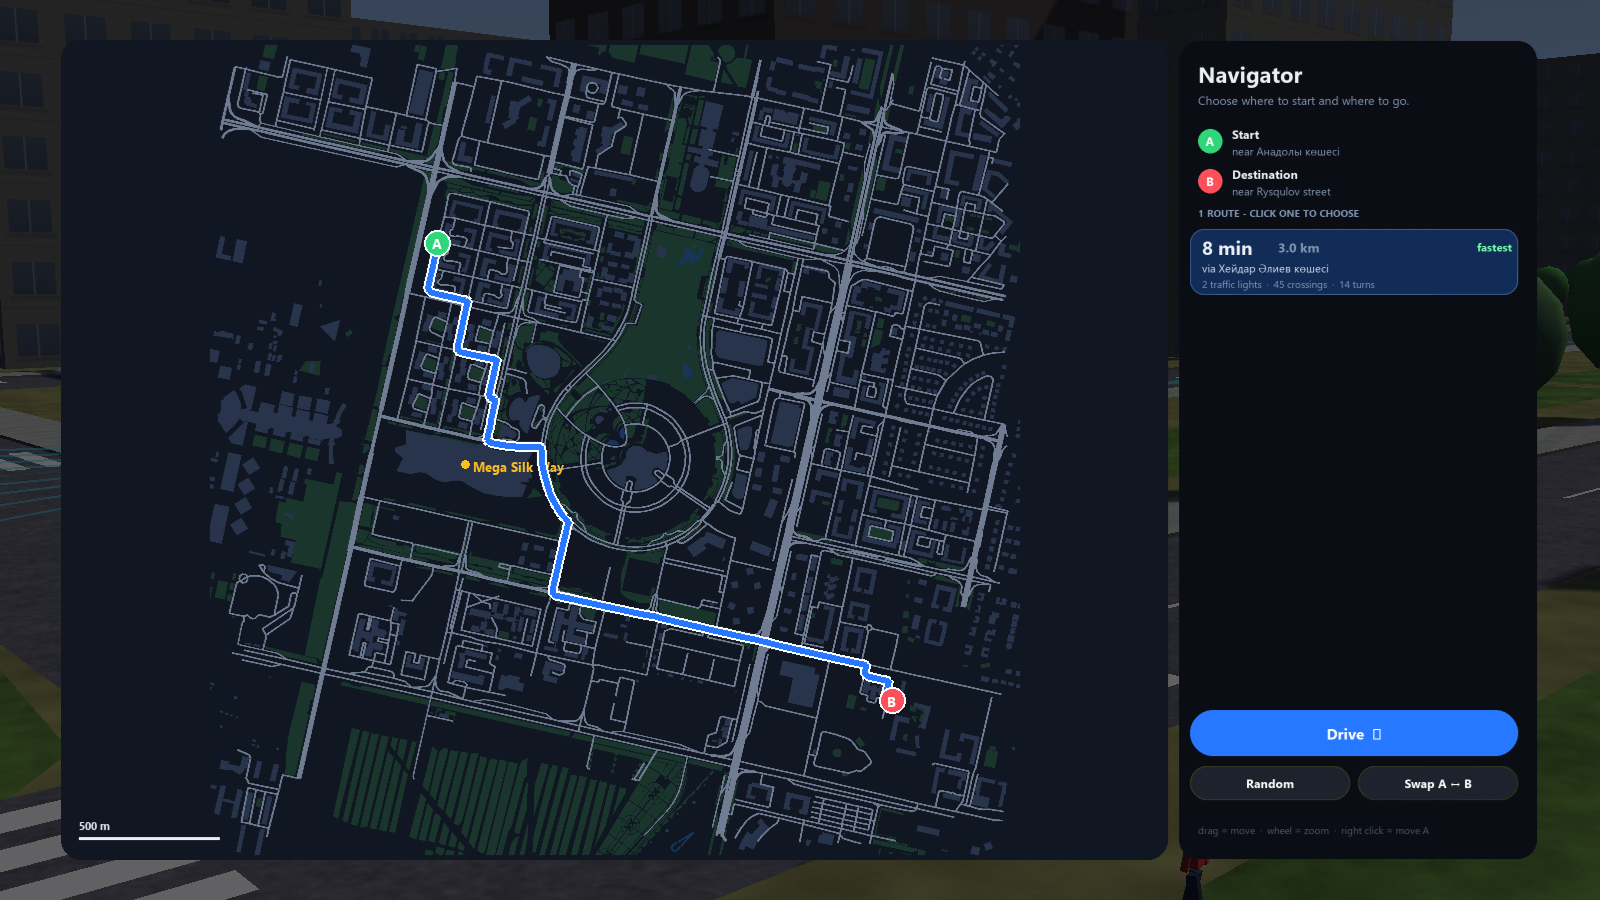 Navigator
Choose where to start and where to go.
A
Start
near Анадолы көшесі
B
Destination
near Rysqulov street
1 ROUTE - CLICK ONE TO CHOOSE
8 min 3.0 km fastest
via Хейдар Әлиев көшесі
2 traffic lights · 45 crossings · 14 turns
A
Mega Silk Way
B
500 m
Drive
Random
Swap A ↔ B
drag = move · wheel = zoom · right click = move A